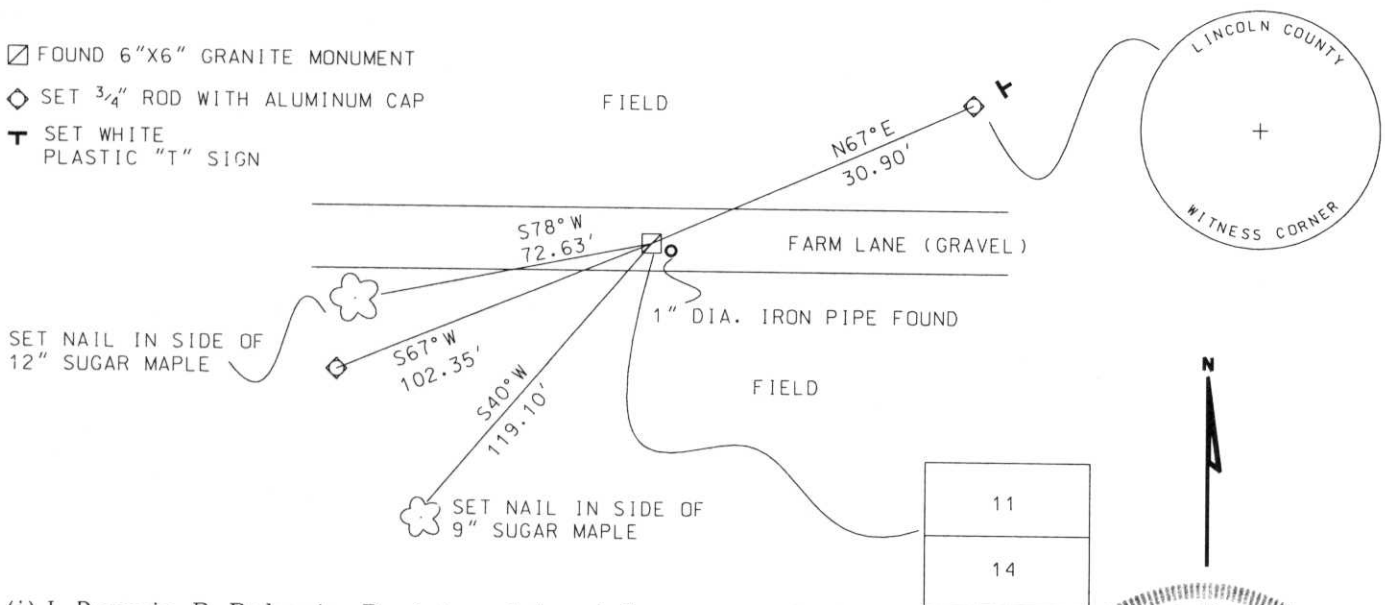 FOUND 6"X6" GRANITE MONUMENT
SET 3/4" ROD WITH ALUMINUM CAP
SET WHITE
PLASTIC "T" SIGN
FIELD
N67°E
30.90'
LINCOLN COUNTY
WITNESS CORNER
S78°W
72.63'
FARM LANE (GRAVEL)
1" DIA. IRON PIPE FOUND
SET NAIL IN SIDE OF
12" SUGAR MAPLE
S67°W
102.35'
S40°W
119.10'
FIELD
N
SET NAIL IN SIDE OF
9" SUGAR MAPLE
11
14